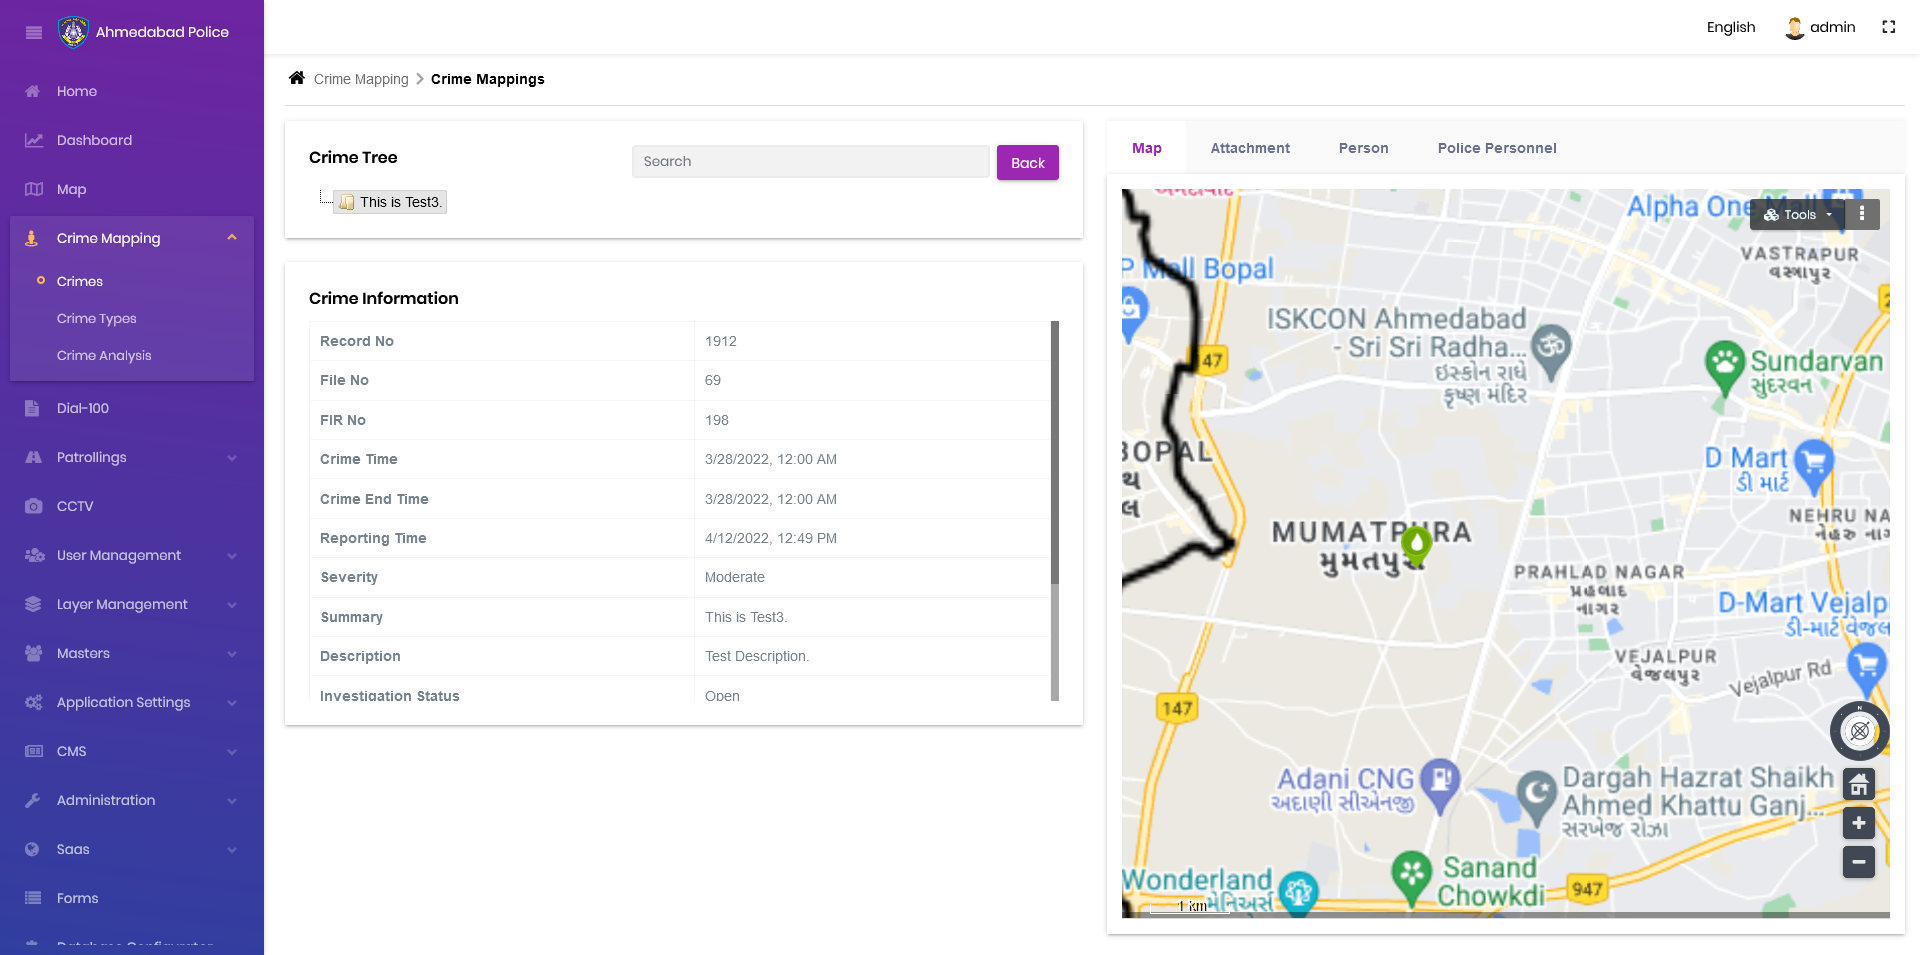 Ahmedabad Police
English
admin
Home
Dashboard
Map
Crime Mapping
Crimes
Crime Types
Crime Analysis
Dial-100
Patrollings
CCTV
User Management
Layer Management
Masters
Application Settings
CMS
Administration
Saas
Forms
Database Configurator
Crime Mapping
Crime Mappings
Crime Tree
Search
Back
This is Test3.
Crime Information
Record No 1912
File No 69
FIR No 198
Crime Time 3/28/2022, 12:00 AM
Crime End Time 3/28/2022, 12:00 AM
Reporting Time 4/12/2022, 12:49 PM
Severity Moderate
Summary This is Test3.
Description Test Description.
Investigation Status Open
Map Attachment Person Police Personnel
Alpha One Mall
Tools
VASTRAPUR
વસ્ત્રાપુર
P Mall Bopal
ISKCON Ahmedabad
- Sri Sri Radha...
ઇસ્કોન રાધે
કૃષ્ણ મંદિર
147
Sundarvan
સુંદરવન
BOPAL
D Mart
ડી માર્ટ
NEHRU NA
નેહરુ નાગ
MUMATPURA
મુમતપુરા
PRAHLAD NAGAR
પ્રહલાદ
નાગર
D-Mart Vejalp
ડી-માર્ટ વેજલ
VEJALPUR
વેજલપુર
Vejalpur Rd
147
N
Adani CNG
અદાણી સીએનજી
Dargah Hazrat Shaikh
Ahmed Khattu Ganj...
સરખેજ રોઝા
Wonderland
Sanand
Chowkdi
947
1 km